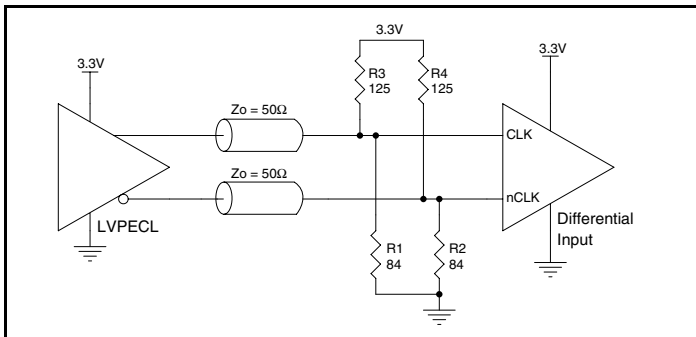 3.3V
3.3V
3.3V
R3
125
R4
125
Zo = 50Ω
CLK
Zo = 50Ω
nCLK
LVPECL
Differential
Input
R1
84
R2
84